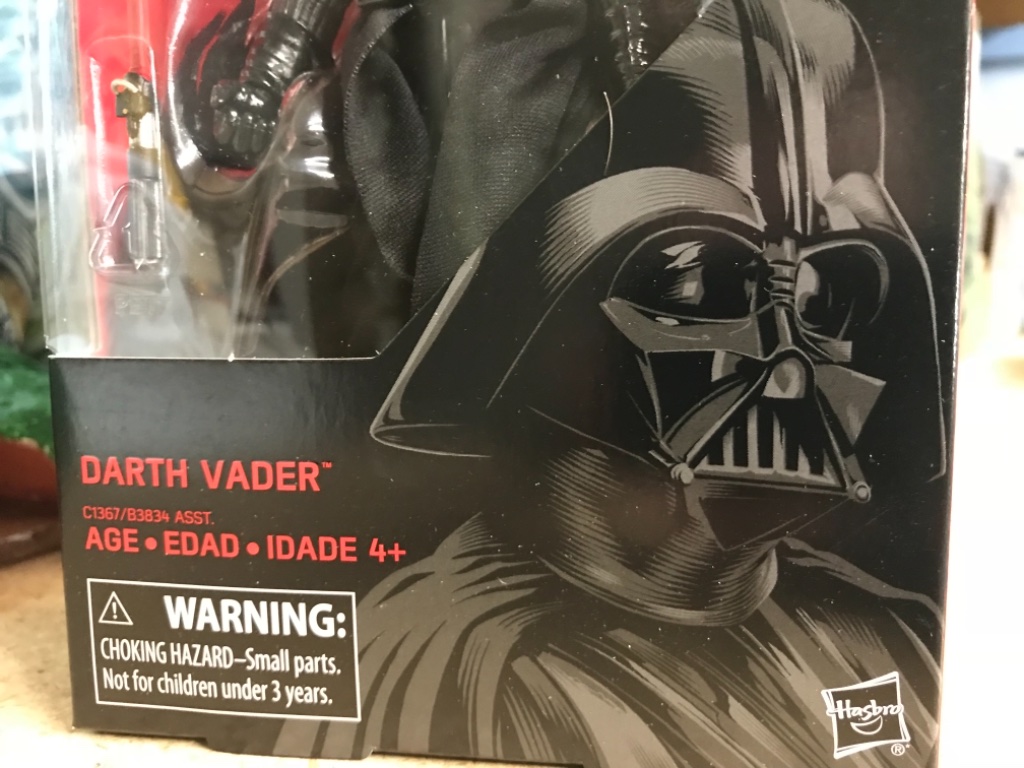 DARTH VADER™
C1367/B3834 ASST.
AGE • EDAD • IDADE 4+
⚠ WARNING:
CHOKING HAZARD–Small parts.
Not for children under 3 years.
Hasbro
®*